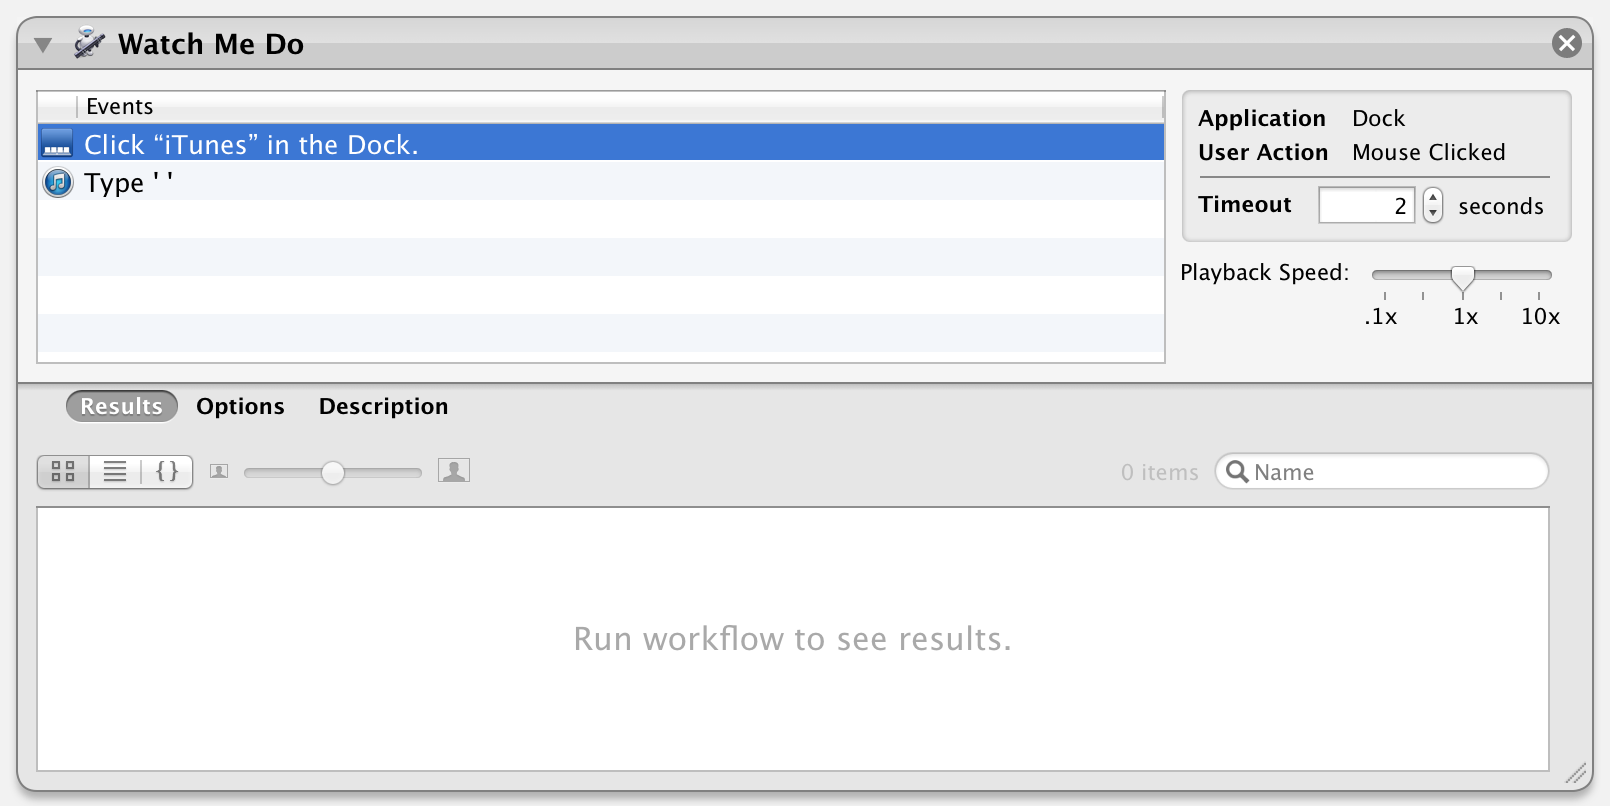 Watch Me Do
Events
Click “iTunes” in the Dock.
Type ' '
Application Dock
User Action Mouse Clicked
Timeout 2 seconds
Playback Speed:
.1x 1x 10x
Results Options Description
{} 0 items Name
Run workflow to see results.